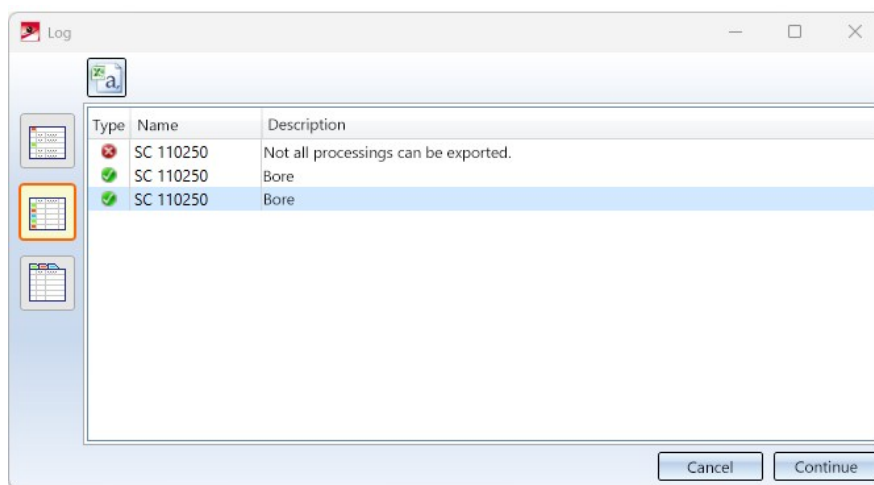 Log
Type Name Description
SC 110250 Not all processings can be exported.
SC 110250 Bore
SC 110250 Bore
Cancel Continue